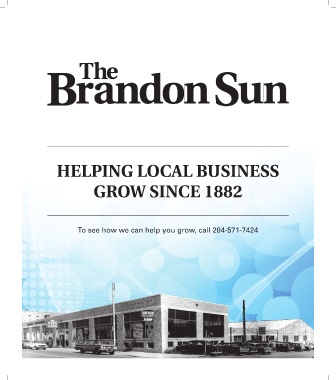 The
Brandon Sun
HELPING LOCAL BUSINESS
GROW SINCE 1882
To see how we can help you grow, call 204-571-7424